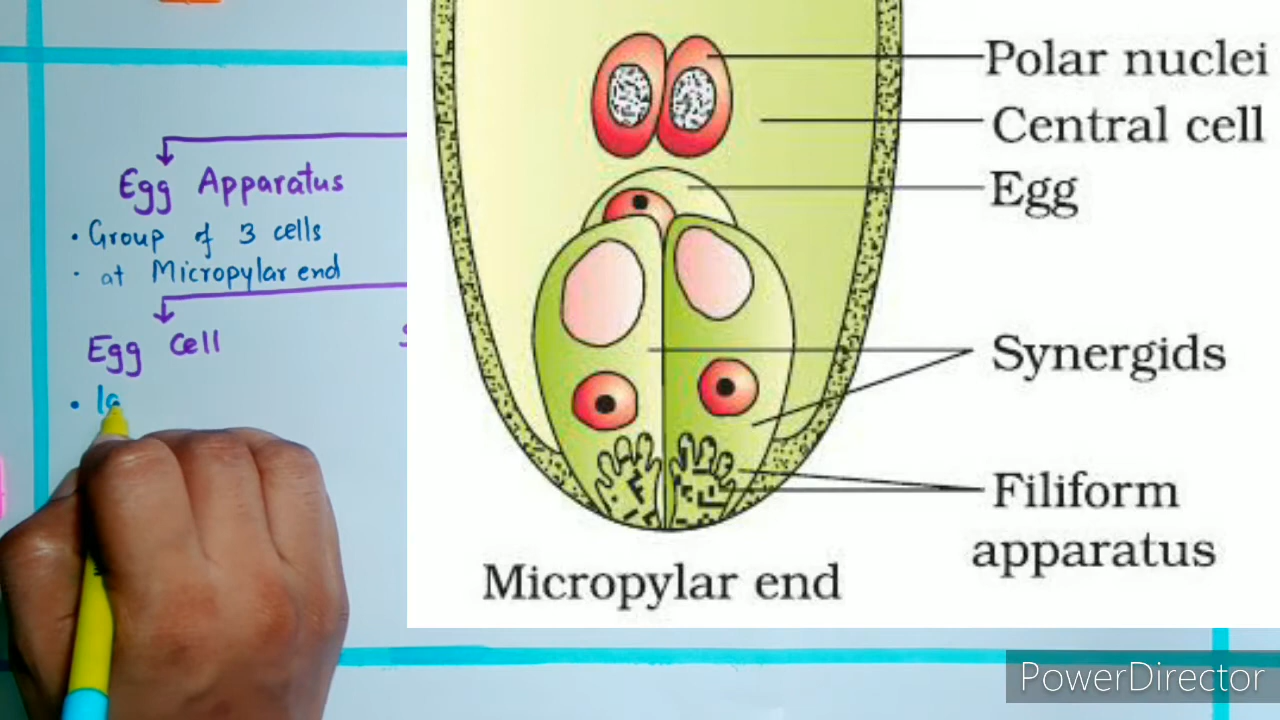 Egg Apparatus
• Group of 3 cells
• at Micropylar end
Egg Cell
Polar nuclei
Central cell
Egg
Synergids
Filiform
apparatus
Micropylar end
PowerDirector